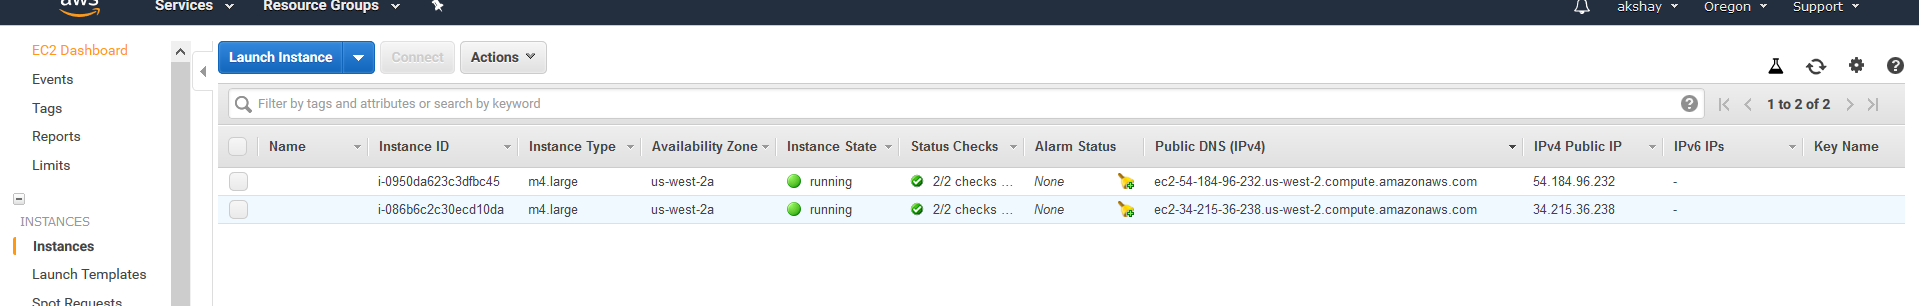 aws Services Resource Groups akshay Oregon Support
EC2 Dashboard
Events
Tags
Reports
Limits
INSTANCES
Instances
Launch Templates
Spot Requests
Launch Instance Connect Actions
Filter by tags and attributes or search by keyword 1 to 2 of 2
Name Instance ID Instance Type Availability Zone Instance State Status Checks Alarm Status Public DNS (IPv4) IPv4 Public IP IPv6 IPs Key Name
i-0950da623c3dfbc45 m4.large us-west-2a running 2/2 checks ... None ec2-54-184-96-232.us-west-2.compute.amazonaws.com 54.184.96.232 -
i-086b6c2c30ecd10da m4.large us-west-2a running 2/2 checks ... None ec2-34-215-36-238.us-west-2.compute.amazonaws.com 34.215.36.238 -